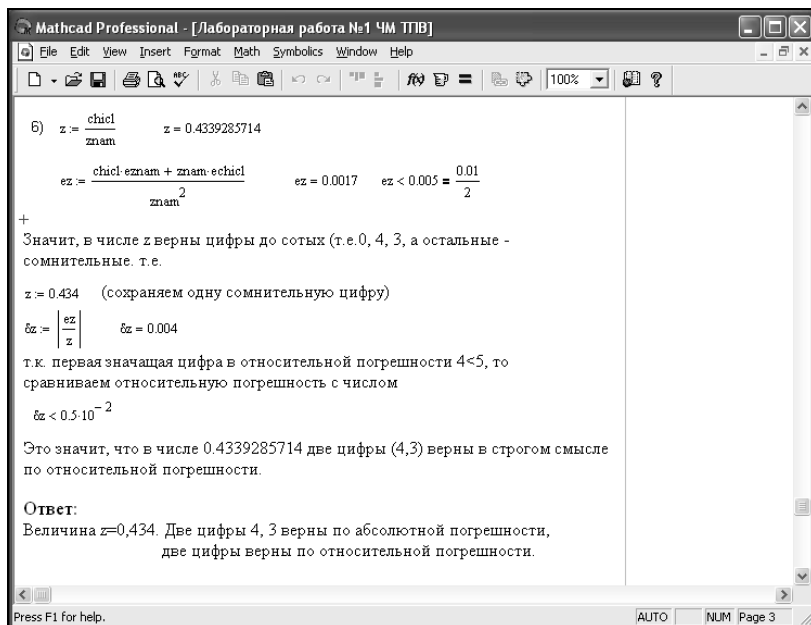 Mathcad Professional - [Лабораторная работа №1 ЧМ ТПВ]
File Edit View Insert Format Math Symbolics Window Help
100%
6) z := chicl/znam z = 0.4339285714
ez := (chicl·eznam + znam·echicl)/znam^2 ez = 0.0017 ez < 0.005 = 0.01/2
+
Значит, в числе z верны цифры до сотых (т.е.0, 4, 3, а остальные -
сомнительные. т.е.
z := 0.434 (сохраняем одну сомнительную цифру)
δz := |ez/z| δz = 0.004
т.к. первая значащая цифра в относительной погрешности 4<5, то
сравниваем относительную погрешность с числом
δz < 0.5·10^-2
Это значит, что в числе 0.4339285714 две цифры (4,3) верны в строгом смысле
по относительной погрешности.
Ответ:
Величина z=0,434. Две цифры 4, 3 верны по абсолютной погрешности,
две цифры верны по относительной погрешности.
Press F1 for help. AUTO NUM Page 3